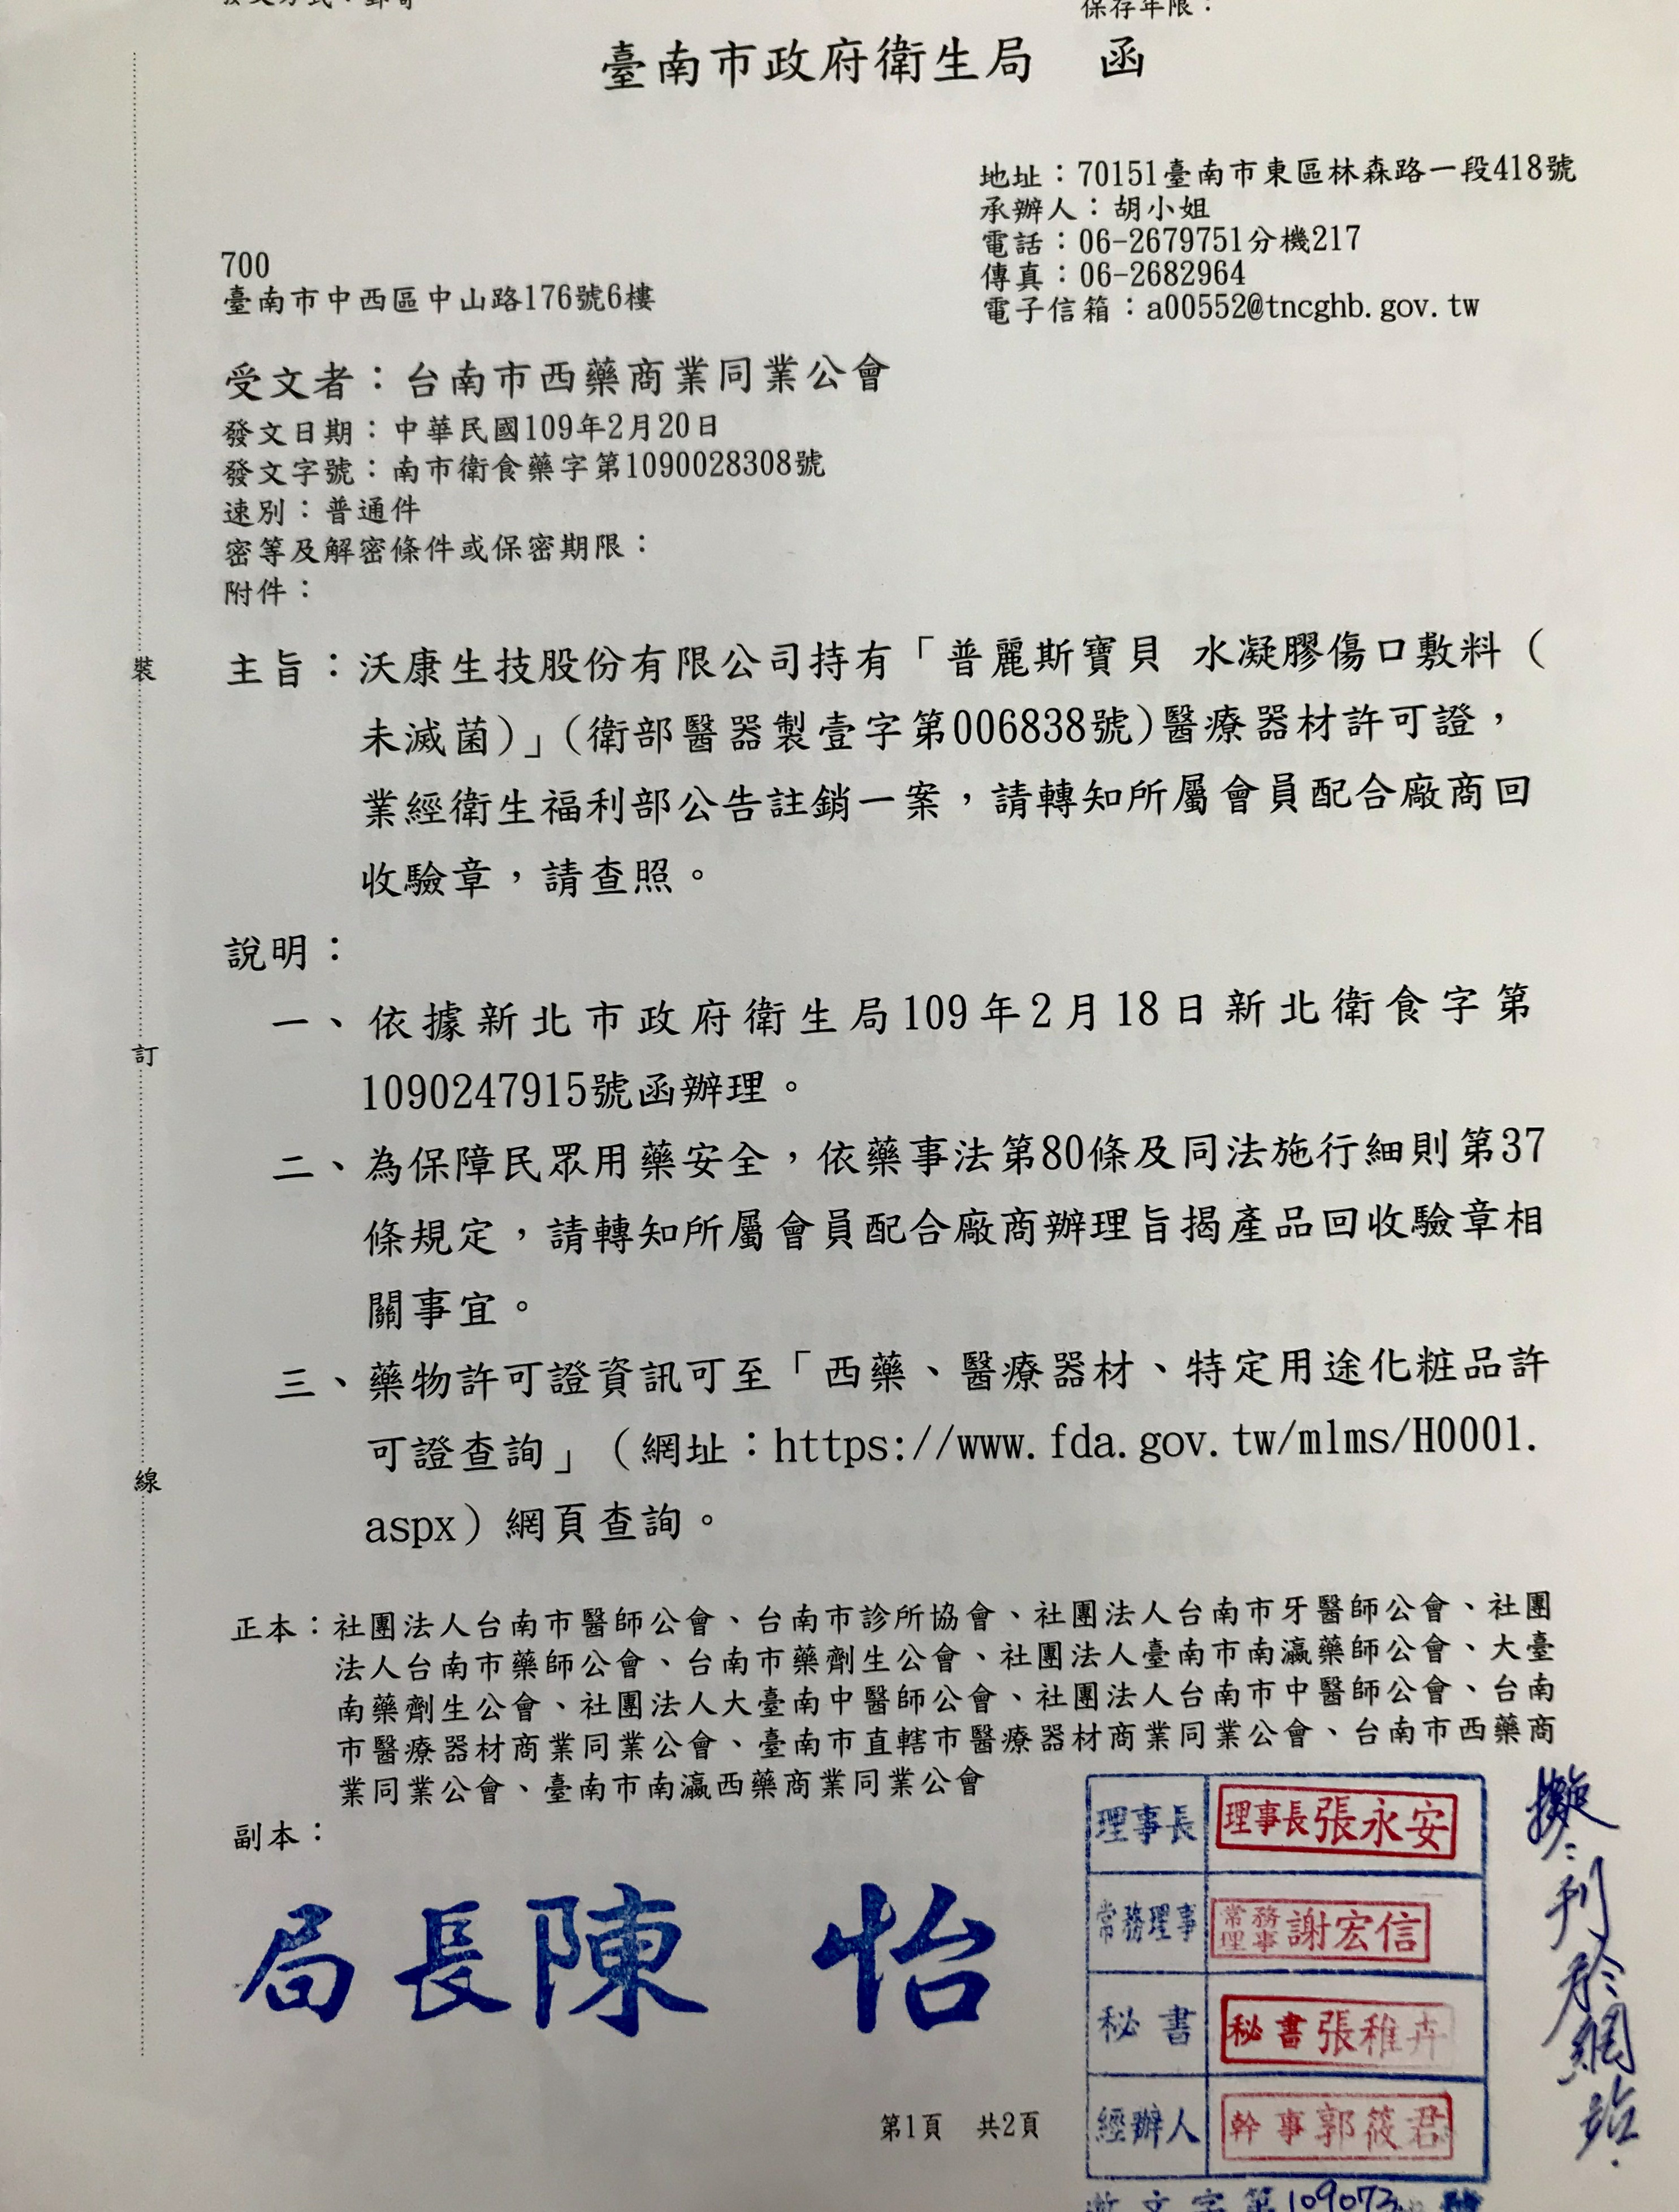 保存年限：
臺南市政府衛生局 函
地址：70151臺南市東區林森路一段418號
承辦人：胡小姐
電話：06-2679751分機217
傳真：06-2682964
電子信箱：a00552@tncghb.gov.tw
700
臺南市中西區中山路176號6樓
受文者：台南市西藥商業同業公會
發文日期：中華民國109年2月20日
發文字號：南市衛食藥字第1090028308號
速別：普通件
密等及解密條件或保密期限：
附件：
主旨：沃康生技股份有限公司持有「普麗斯寶貝 水凝膠傷口敷料（
未滅菌）」（衛部醫器製壹字第006838號）醫療器材許可證，
業經衛生福利部公告註銷一案，請轉知所屬會員配合廠商回
收驗章，請查照。
說明：
一、依據新北市政府衛生局109年2月18日新北衛食字第
1090247915號函辦理。
二、為保障民眾用藥安全，依藥事法第80條及同法施行細則第37
條規定，請轉知所屬會員配合廠商辦理旨揭產品回收驗章相
關事宜。
三、藥物許可證資訊可至「西藥、醫療器材、特定用途化粧品許
可證查詢」（網址：https://www.fda.gov.tw/mlms/H0001.
aspx）網頁查詢。
正本：社團法人台南市醫師公會、台南市診所協會、社團法人台南市牙醫師公會、社團
法人台南市藥師公會、台南市藥劑生公會、社團法人臺南市南瀛藥師公會、大臺
南藥劑生公會、社團法人大臺南中醫師公會、社團法人台南市中醫師公會、台南
市醫療器材商業同業公會、臺南市直轄市醫療器材商業同業公會、台南市西藥商
業同業公會、臺南市南瀛西藥商業同業公會
副本：
局長陳 怡
理事長 理事長張永安
常務理事 常務理事謝宏信
秘書 秘書張稚卉
經辦人 幹事郭筱君
擬：刊於網站.
第1頁 共2頁
裝
訂
線